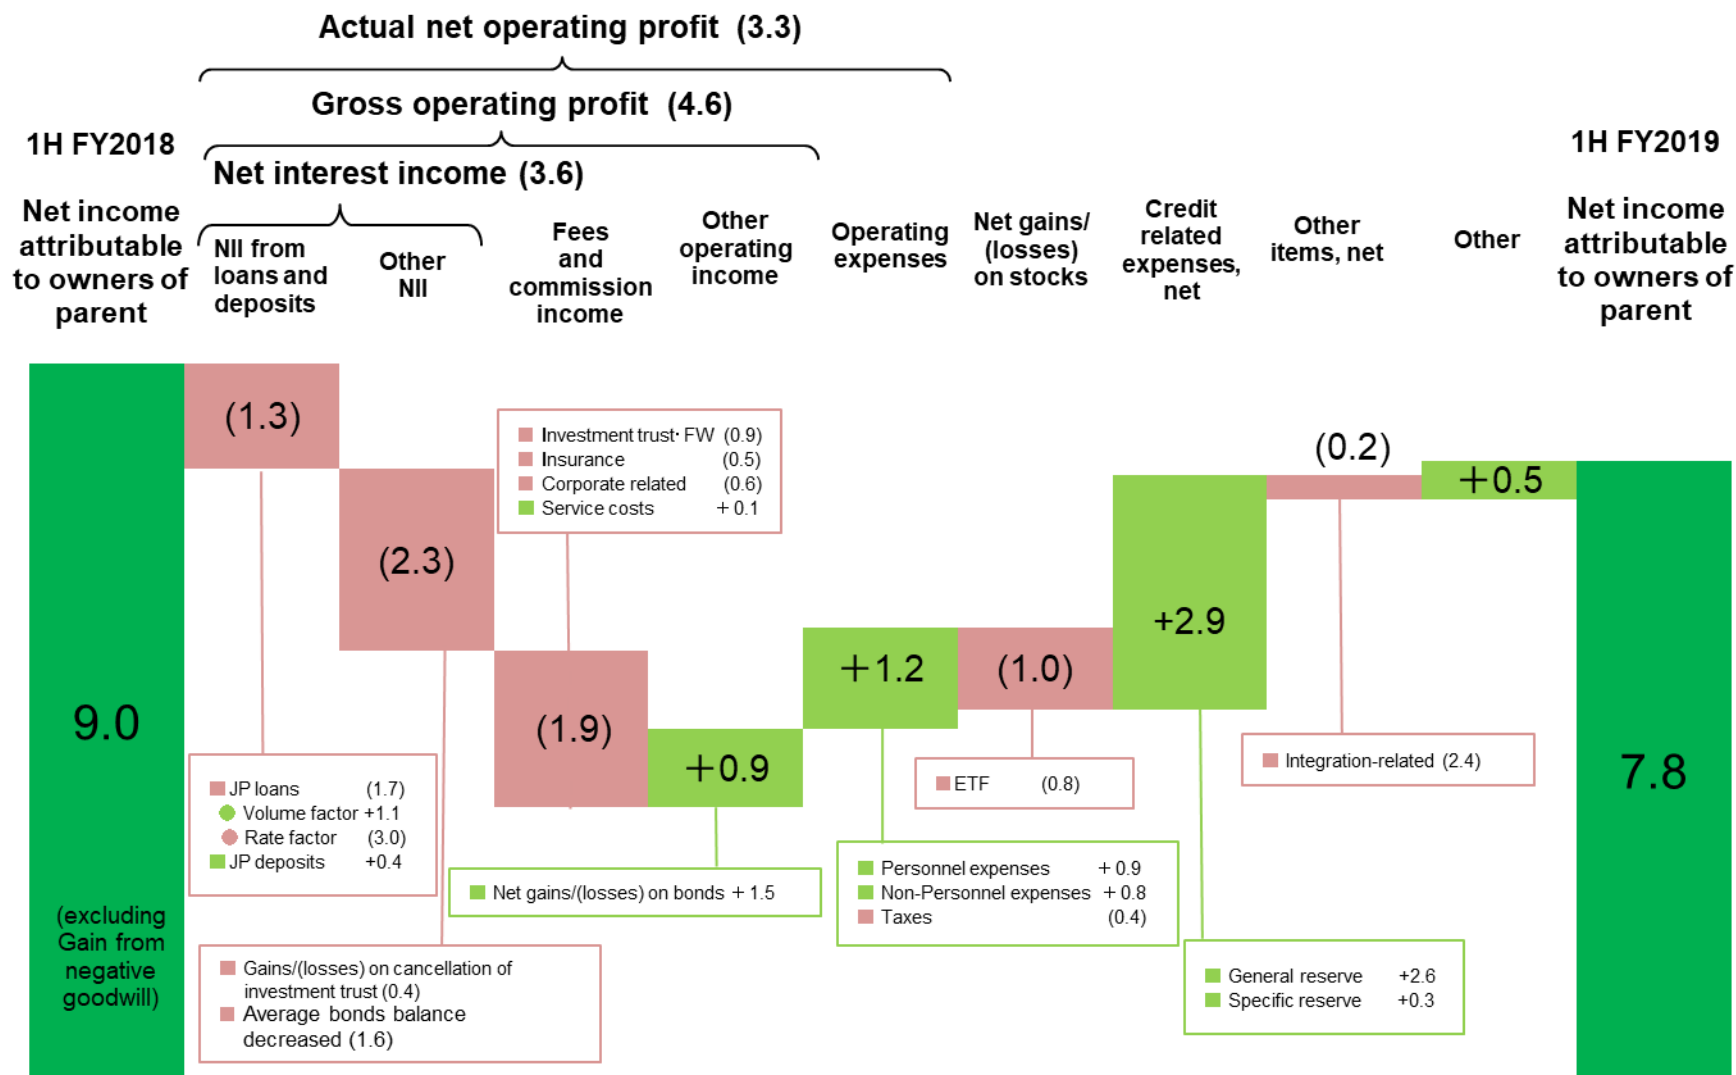 Actual net operating profit (3.3)
Gross operating profit (4.6)
Net interest income (3.6)
1H FY2018
Net income
attributable
to owners of
parent
NII from
loans and
deposits
Other
NII
Fees
and
commission
income
Other
operating
income
Operating
expenses
Net gains/
(losses)
on stocks
Credit
related
expenses,
net
Other
items, net
Other
1H FY2019
Net income
attributable
to owners of
parent
9.0
(excluding
Gain from
negative
goodwill)
(1.3)
JP loans (1.7)
Volume factor +1.1
Rate factor (3.0)
JP deposits +0.4
(2.3)
Gains/(losses) on cancellation of
investment trust (0.4)
Average bonds balance
decreased (1.6)
Investment trust･FW (0.9)
Insurance (0.5)
Corporate related (0.6)
Service costs ＋0.1
(1.9)
＋0.9
Net gains/(losses) on bonds ＋1.5
＋1.2
Personnel expenses ＋0.9
Non-Personnel expenses ＋0.8
Taxes (0.4)
(1.0)
ETF (0.8)
+2.9
General reserve +2.6
Specific reserve +0.3
(0.2)
Integration-related (2.4)
＋0.5
7.8